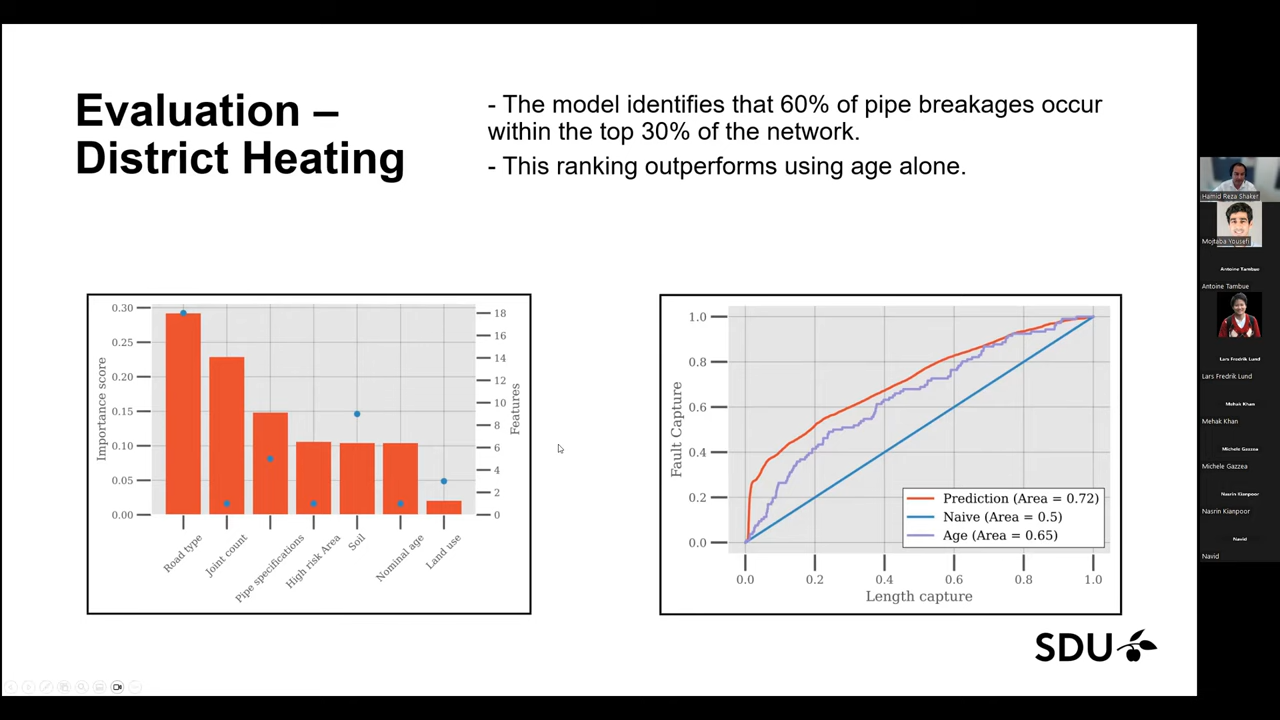 Evaluation –
District Heating
- The model identifies that 60% of pipe breakages occur
within the top 30% of the network.
- This ranking outperforms using age alone.
0.30
0.25
0.20
0.15
0.10
0.05
0.00
Importance score
18
16
14
12
10
8
6
4
2
0
Features
Road type
Joint count
Pipe specifications
High risk Area
Soil
Nominal age
Land use
1.0
0.8
0.6
0.4
0.2
0.0
Fault Capture
Prediction (Area = 0.72)
Naive (Area = 0.5)
Age (Area = 0.65)
0.0 0.2 0.4 0.6 0.8 1.0
Length capture
SDU
Hamid Reza Shaker
Mojtaba Yousefi
Antoine Tambue
Antoine Tambue
Lars Fredrik Lund
Lars Fredrik Lund
Mehak Khan
Mehak Khan
Michele Gazzea
Michele Gazzea
Nasrin Kianpoor
Nasrin Kianpoor
Navid
Navid